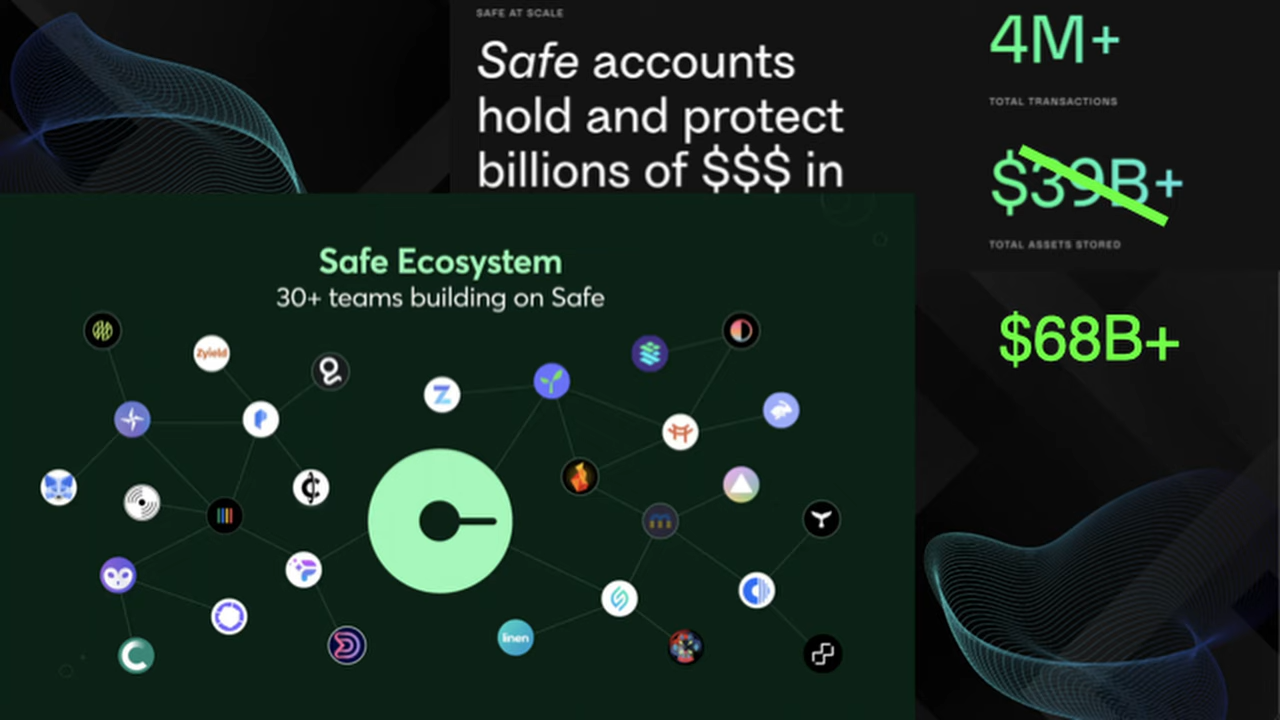 SAFE AT SCALE
Safe accounts
hold and protect
billions of $$$ in
4M+
TOTAL TRANSACTIONS
$39B+
TOTAL ASSETS STORED
$68B+
Safe Ecosystem
30+ teams building on Safe
Zyield
linen